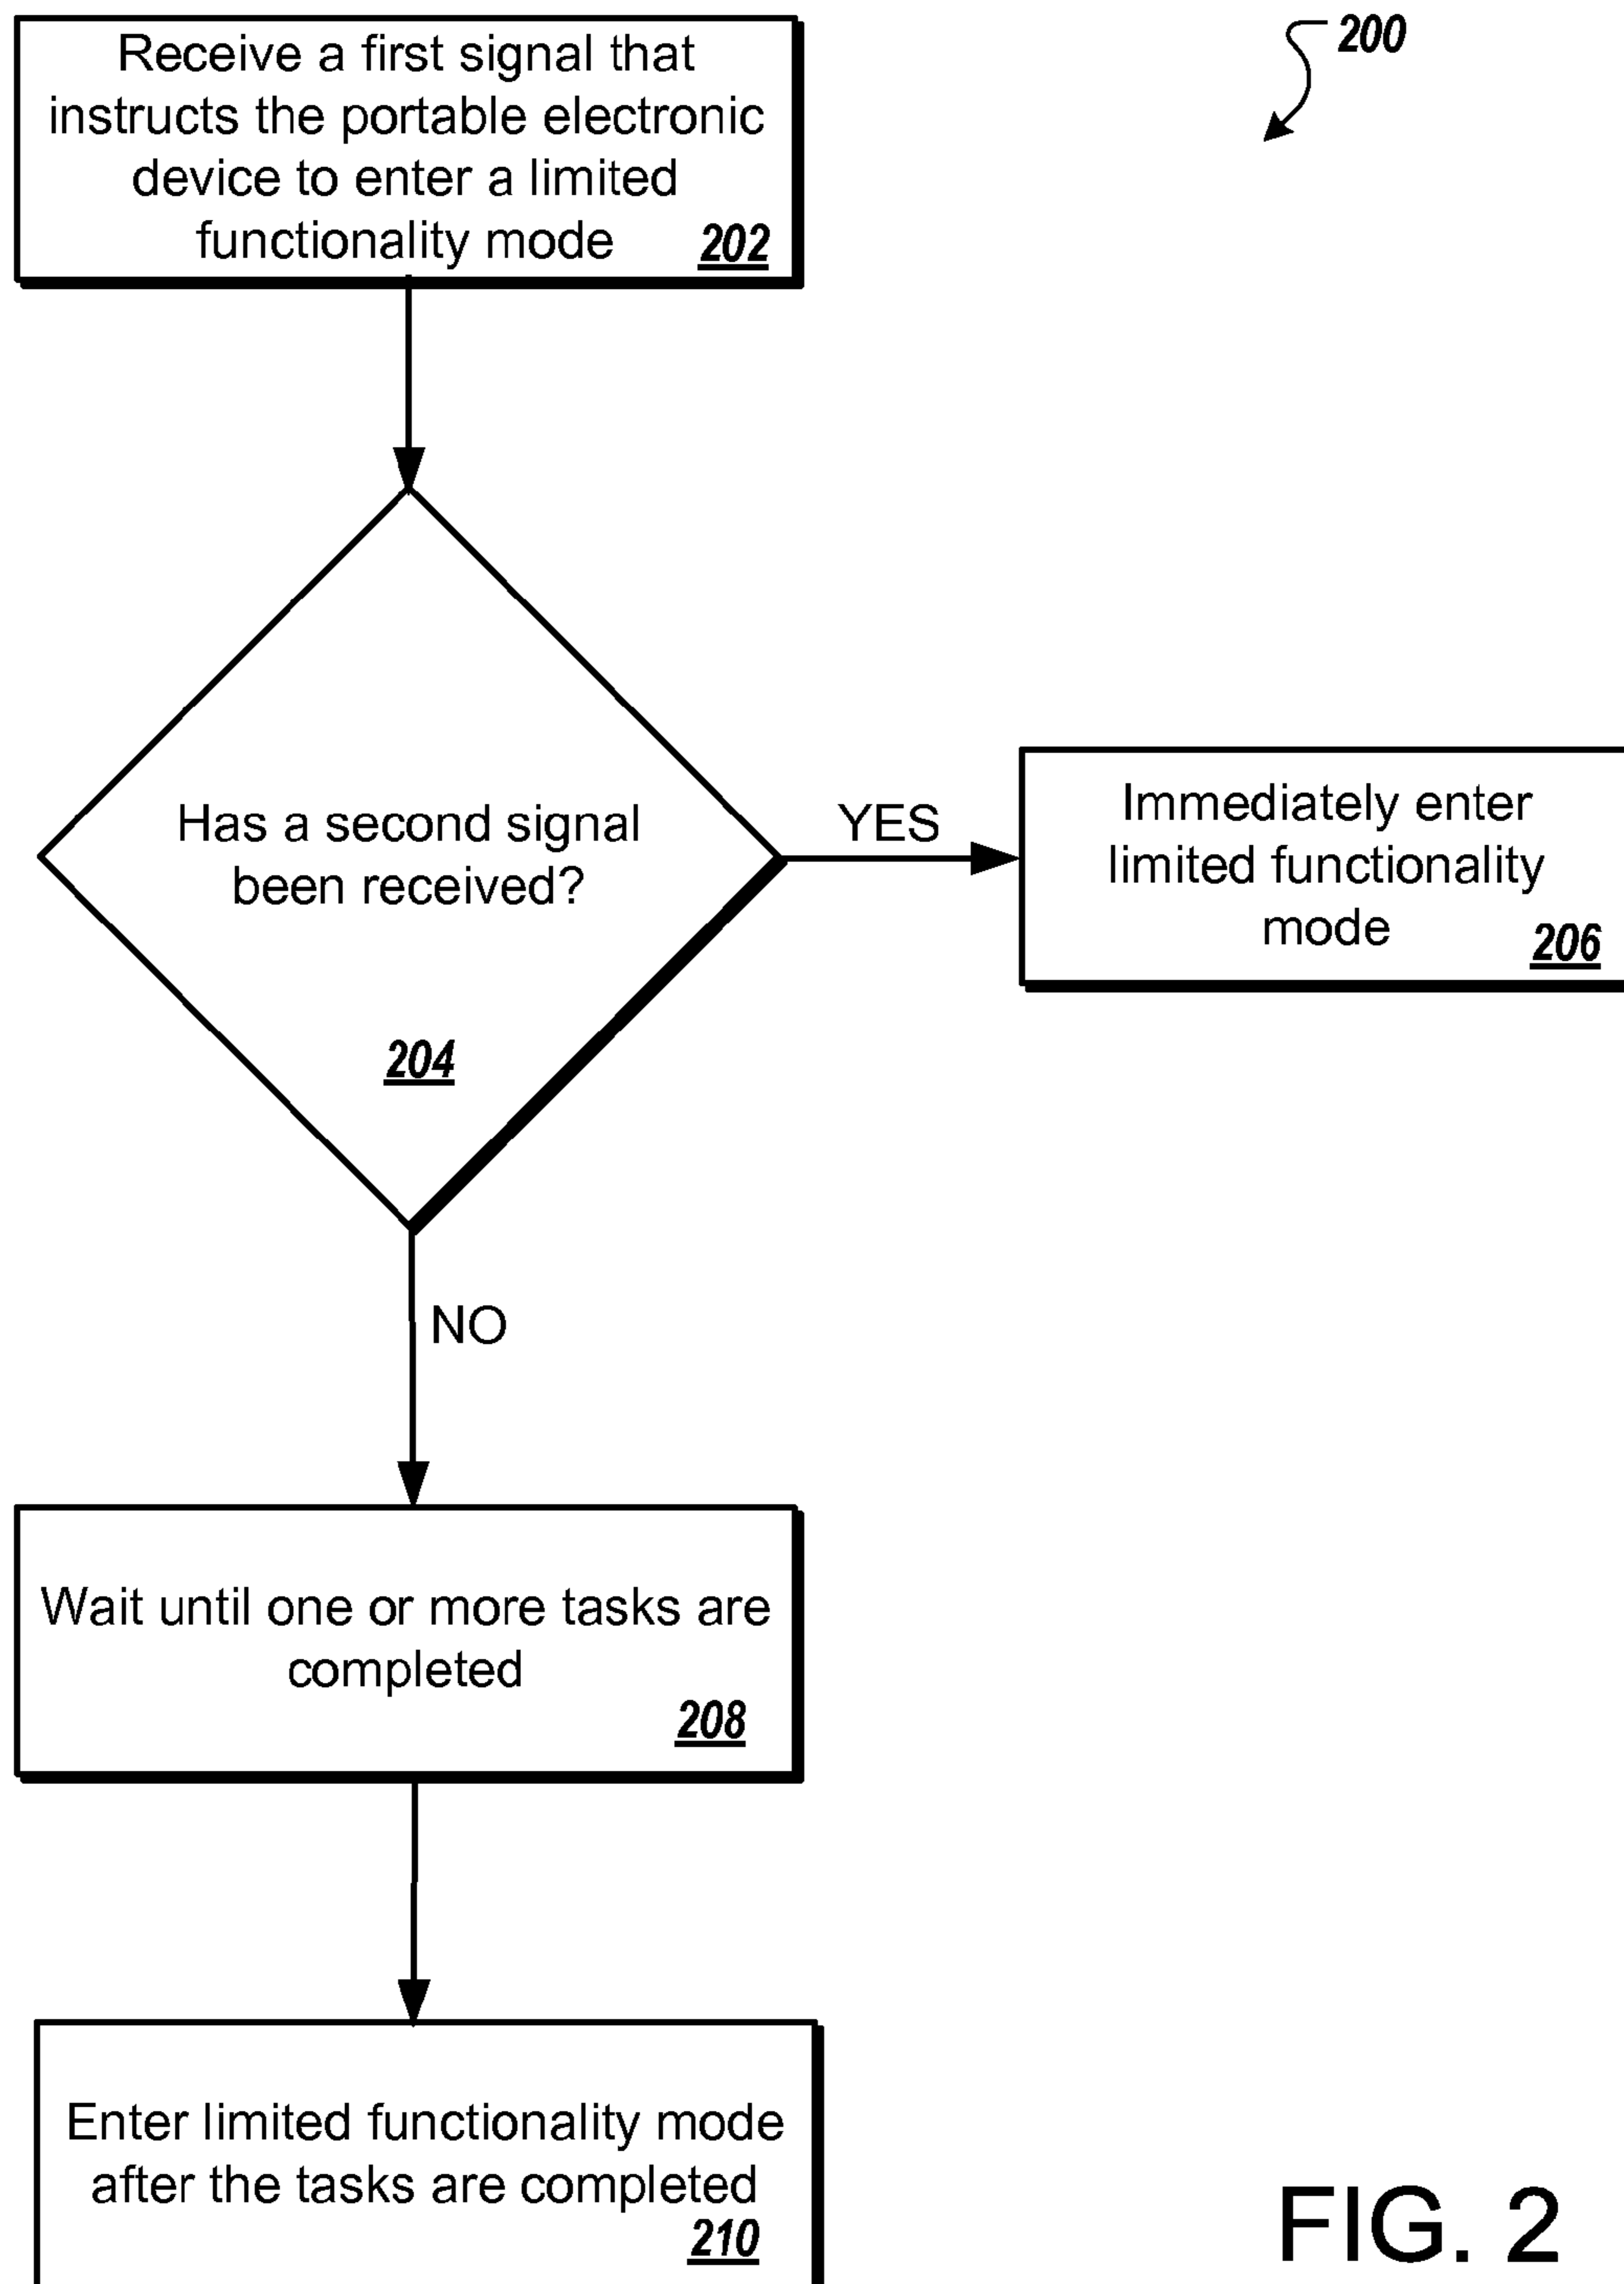 200
Receive a first signal that
instructs the portable electronic
device to enter a limited
functionality mode 202
Has a second signal
been received?
204
YES
Immediately enter
limited functionality
mode 206
NO
Wait until one or more tasks are
completed
208
Enter limited functionality mode
after the tasks are completed
210
FIG. 2